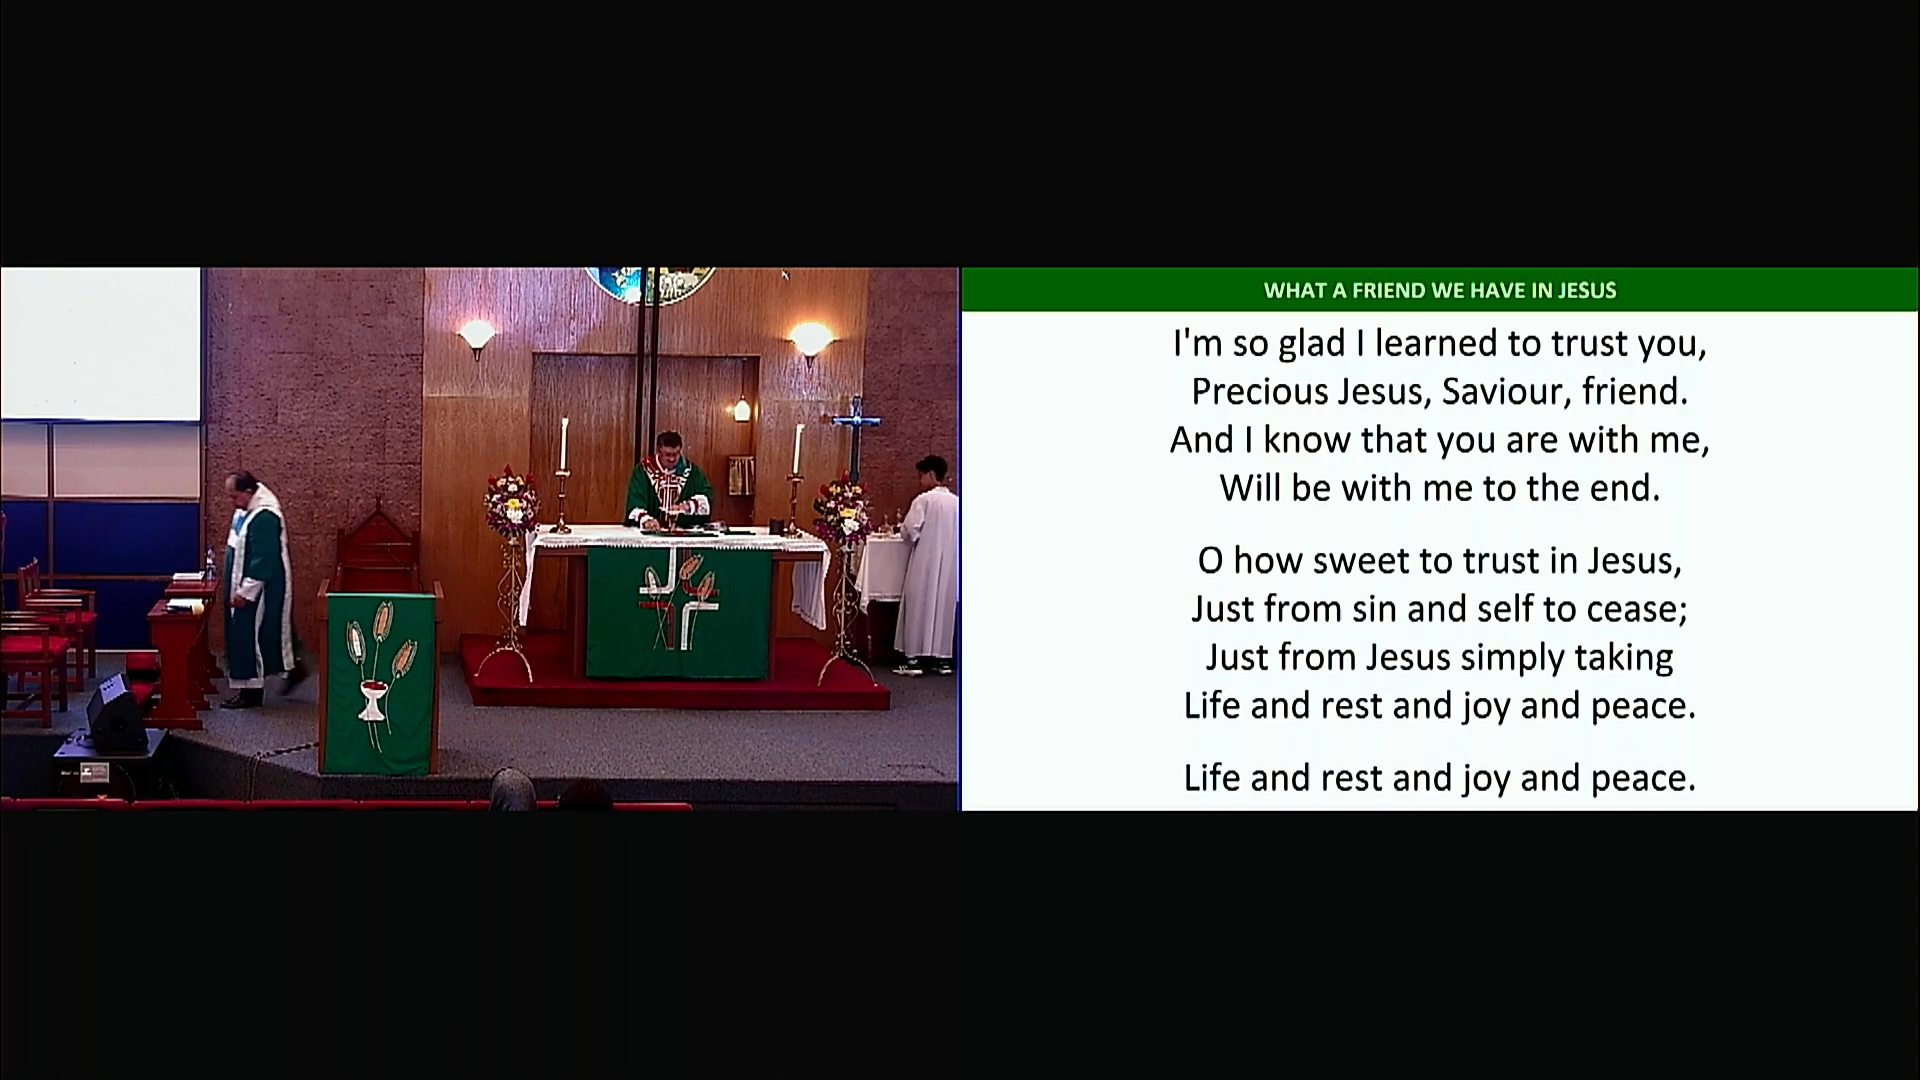 WHAT A FRIEND WE HAVE IN JESUS
I'm so glad I learned to trust you,
Precious Jesus, Saviour, friend.
And I know that you are with me,
Will be with me to the end.
O how sweet to trust in Jesus,
Just from sin and self to cease;
Just from Jesus simply taking
Life and rest and joy and peace.
Life and rest and joy and peace.